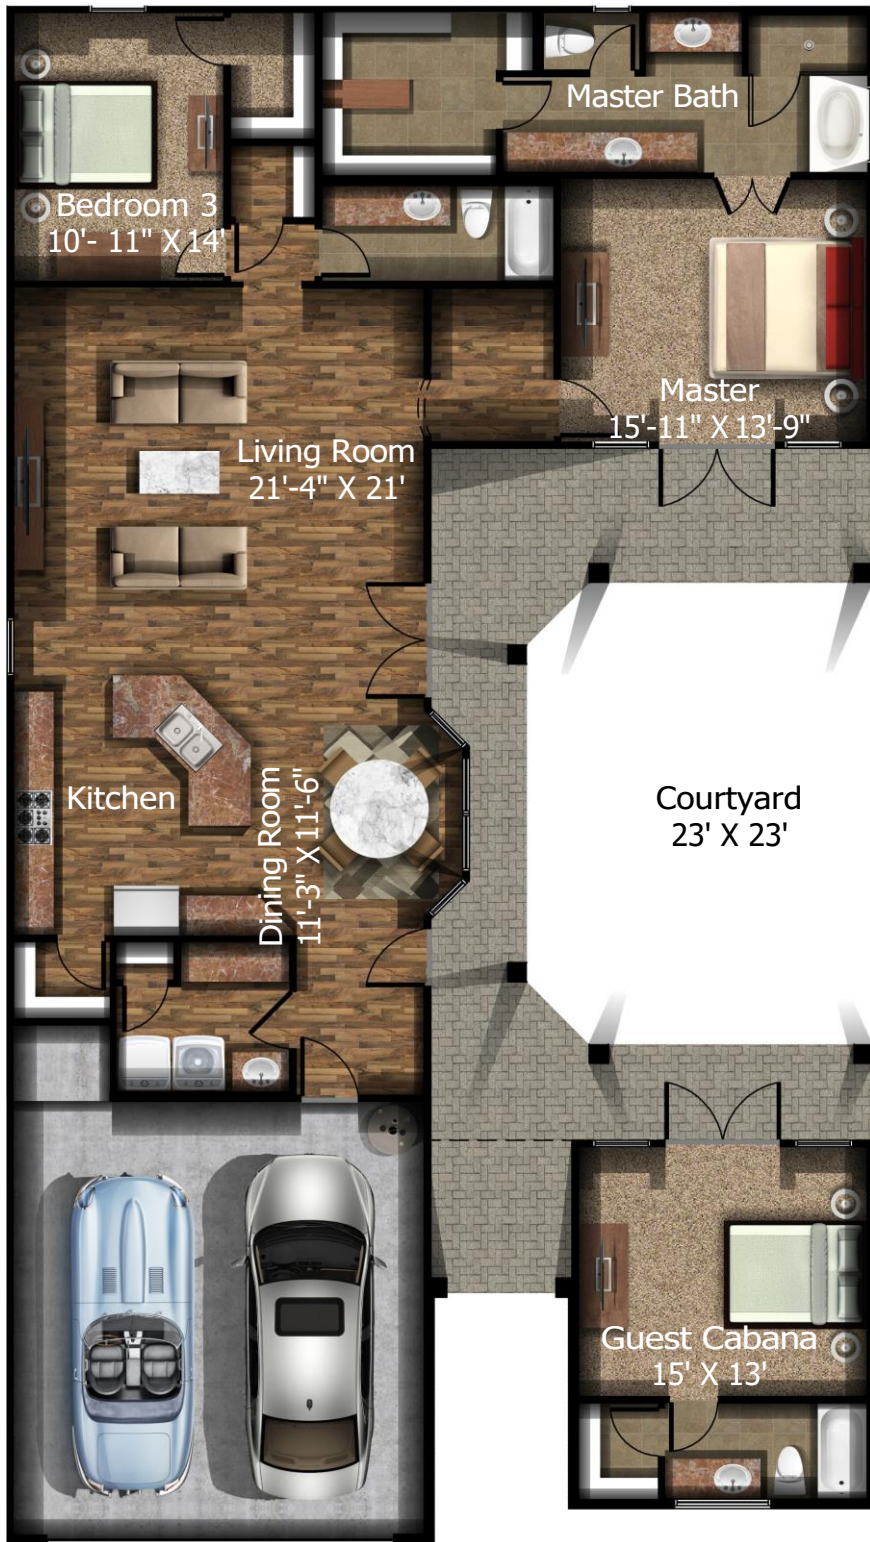 Master Bath
Bedroom 3
10'- 11" X 14'
Master
15'-11" X 13'-9"
Living Room
21'-4" X 21'
Kitchen
Dining Room
11'-3" X 11'-6"
Courtyard
23' X 23'
Guest Cabana
15' X 13'